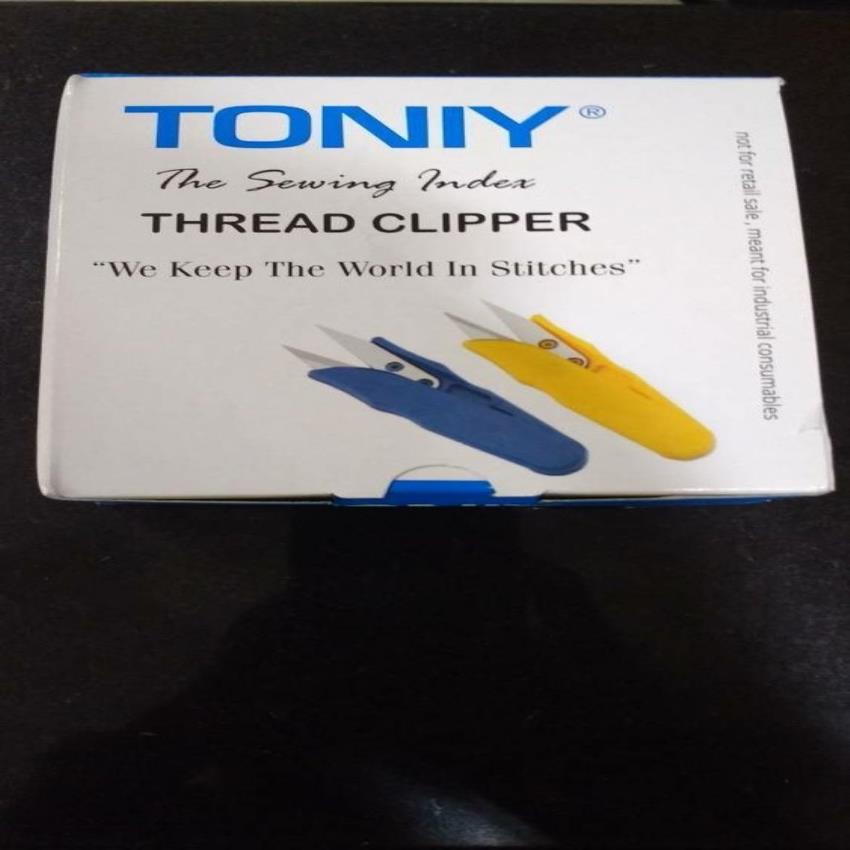 TONIY®
The Sewing Index
THREAD CLIPPER
“We Keep The World In Stitches”
not for retail sale, meant for industrial consumables